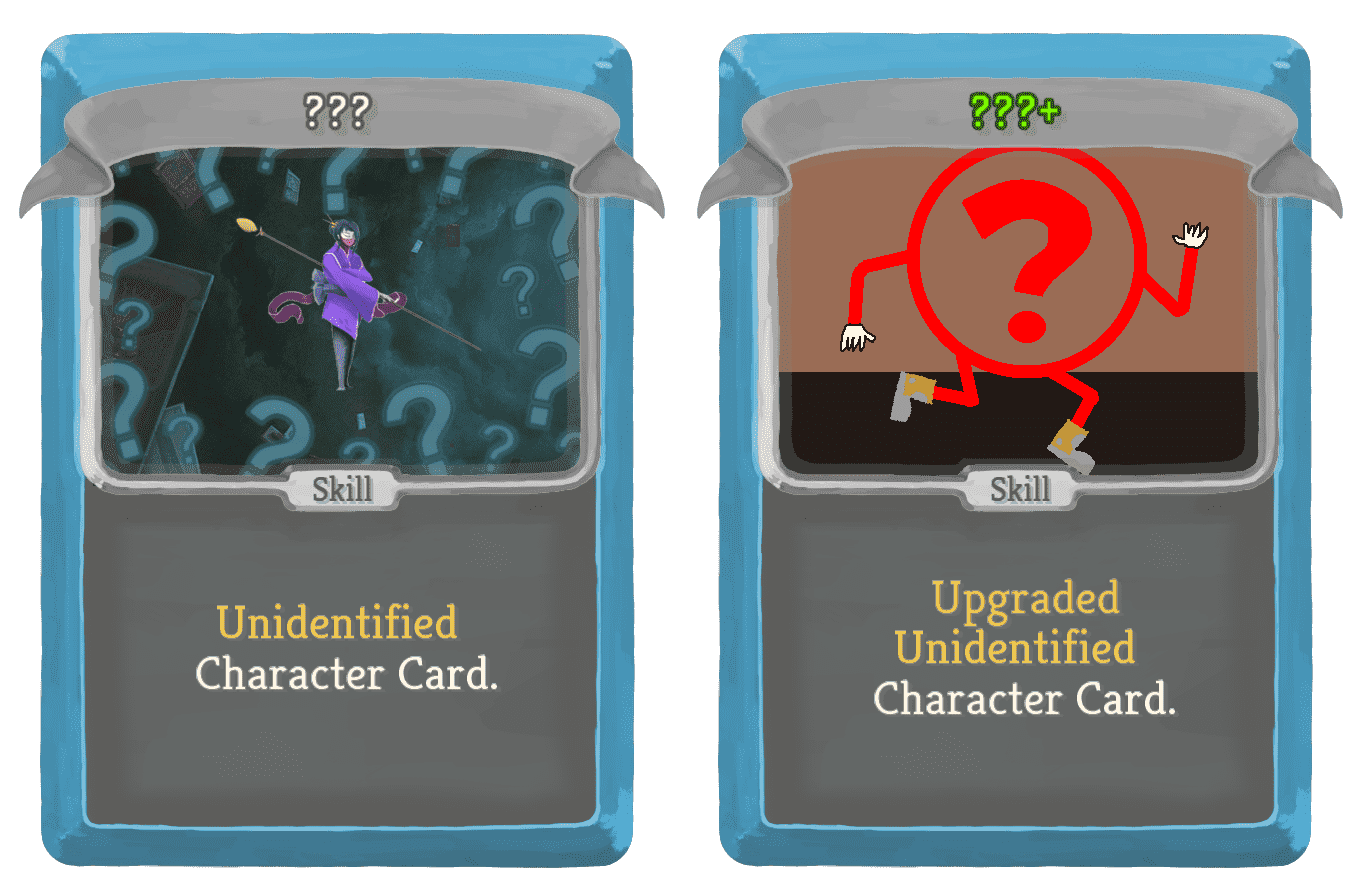 ???
Skill
Unidentified
Character Card.
???+
?
Skill
Upgraded
Unidentified
Character Card.